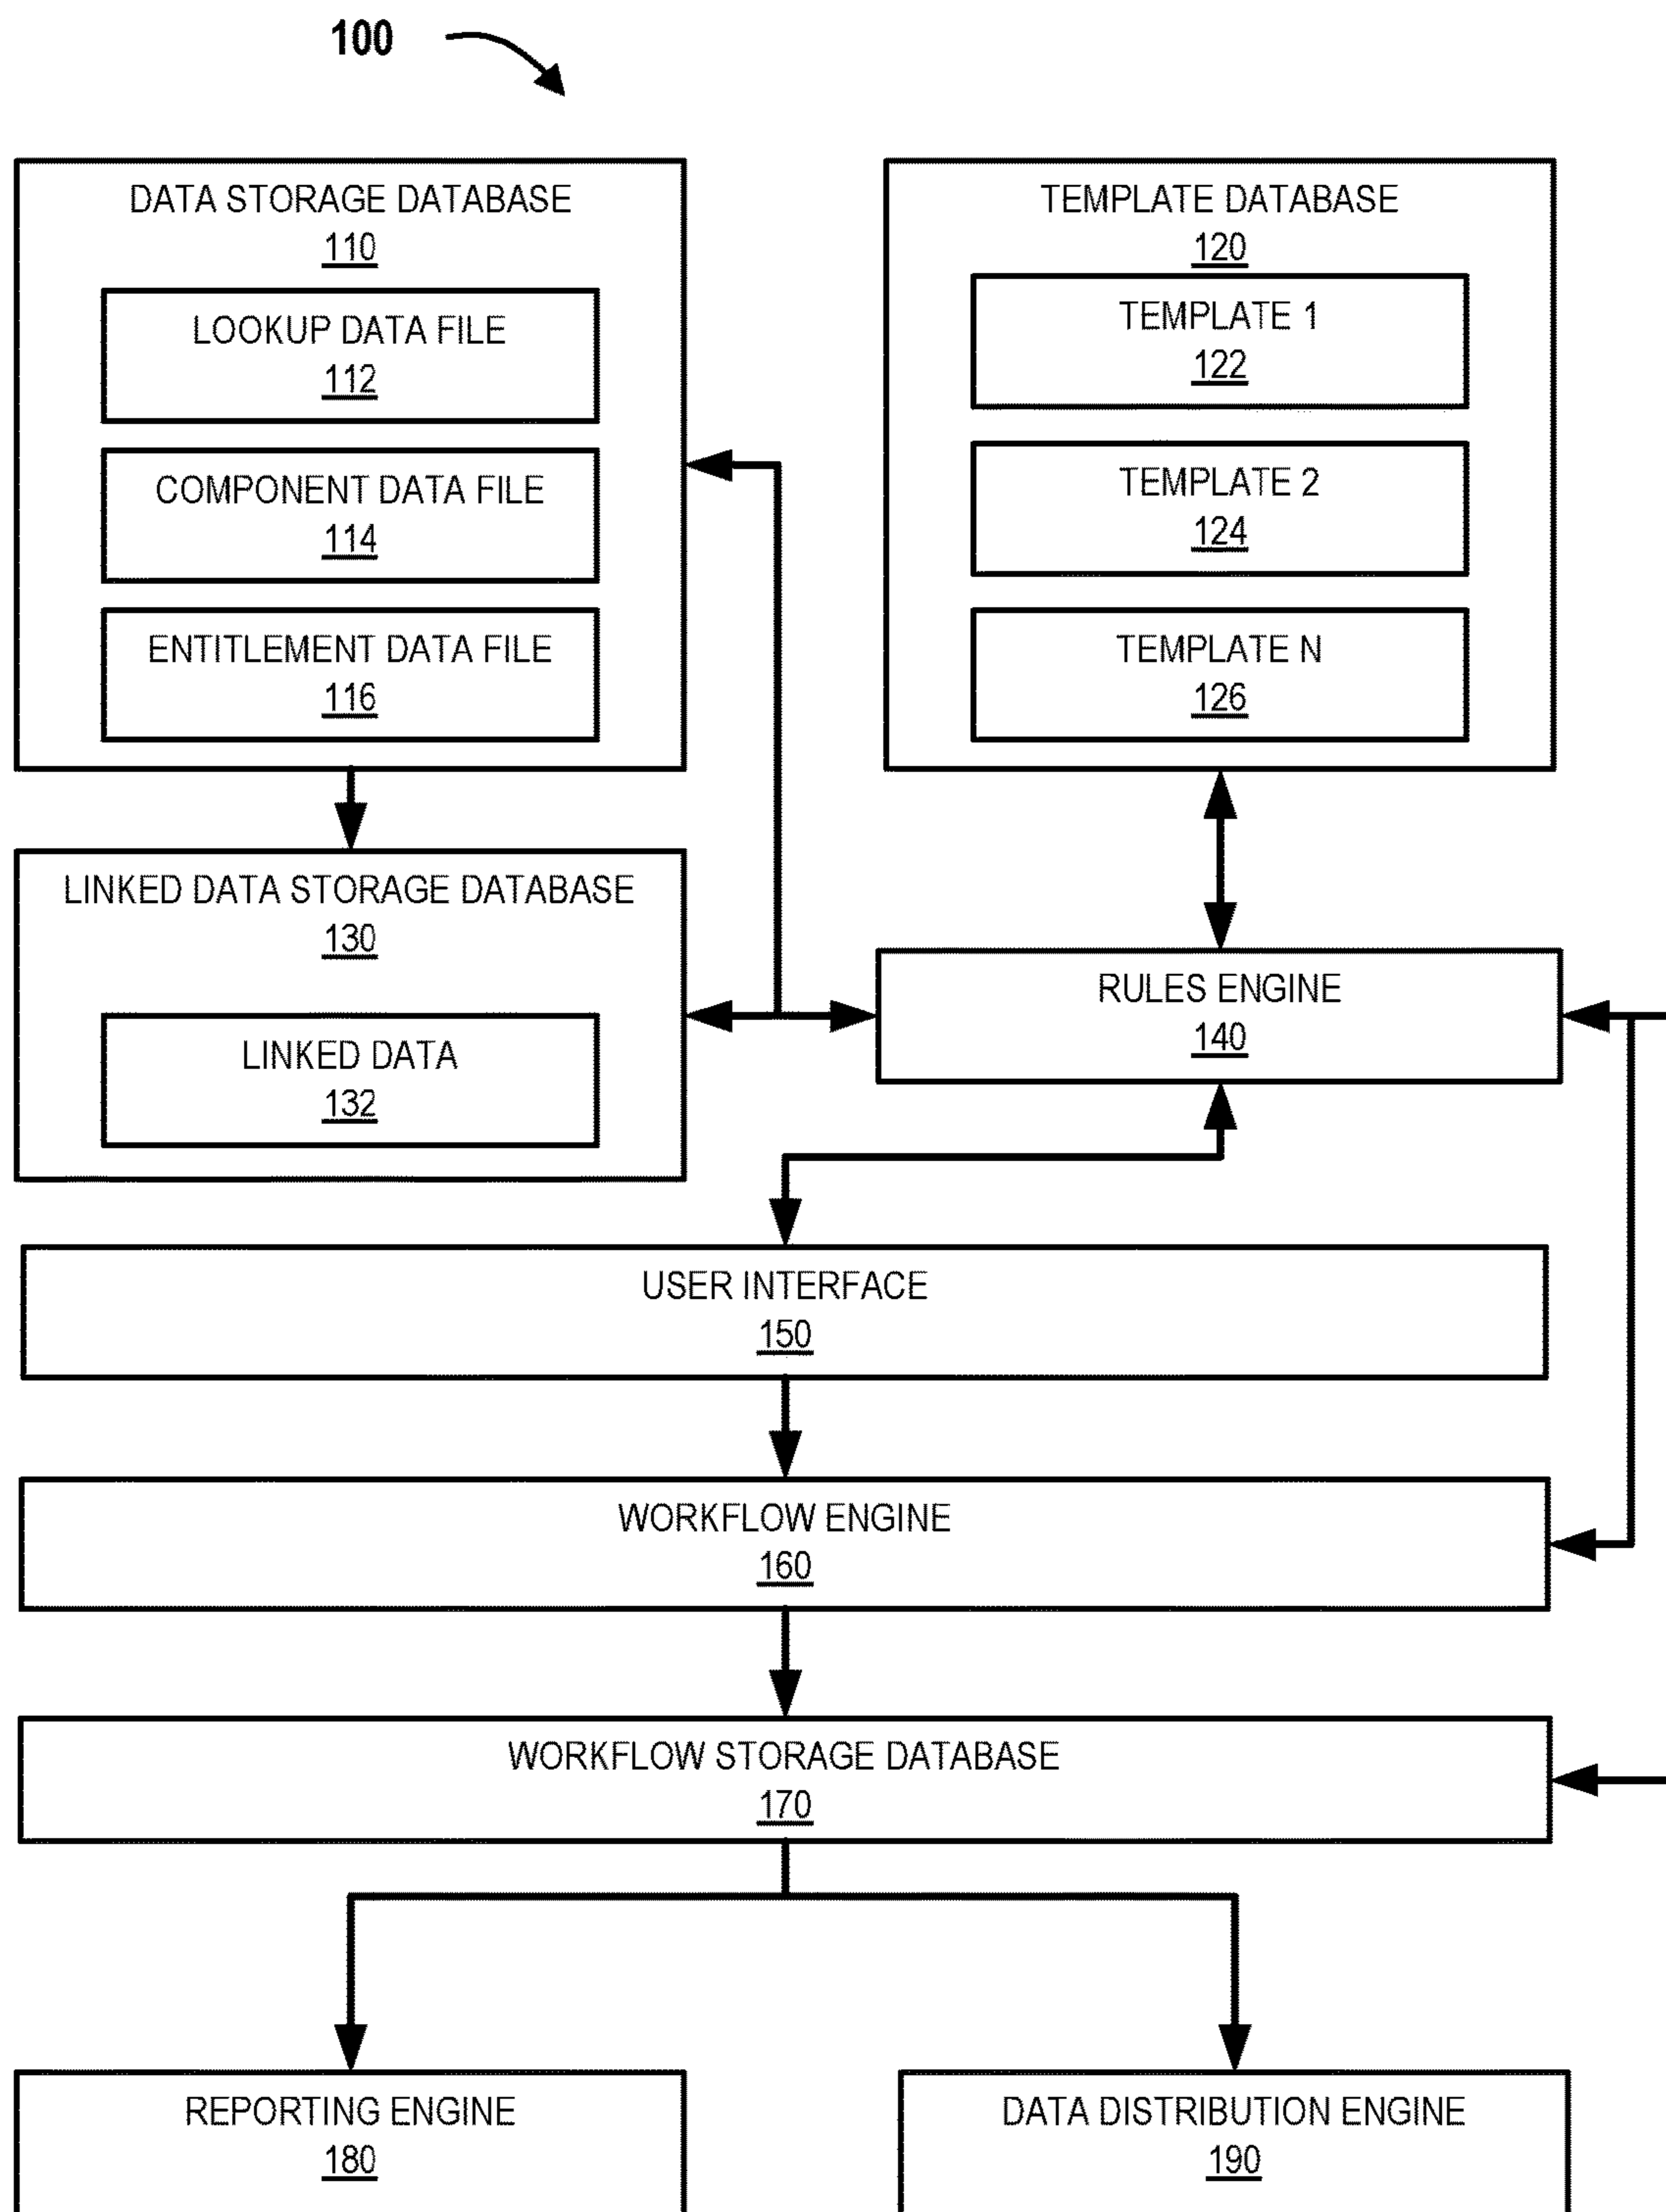 100
DATA STORAGE DATABASE
110
LOOKUP DATA FILE
112
COMPONENT DATA FILE
114
ENTITLEMENT DATA FILE
116
TEMPLATE DATABASE
120
TEMPLATE 1
122
TEMPLATE 2
124
TEMPLATE N
126
LINKED DATA STORAGE DATABASE
130
LINKED DATA
132
RULES ENGINE
140
USER INTERFACE
150
WORKFLOW ENGINE
160
WORKFLOW STORAGE DATABASE
170
REPORTING ENGINE
180
DATA DISTRIBUTION ENGINE
190